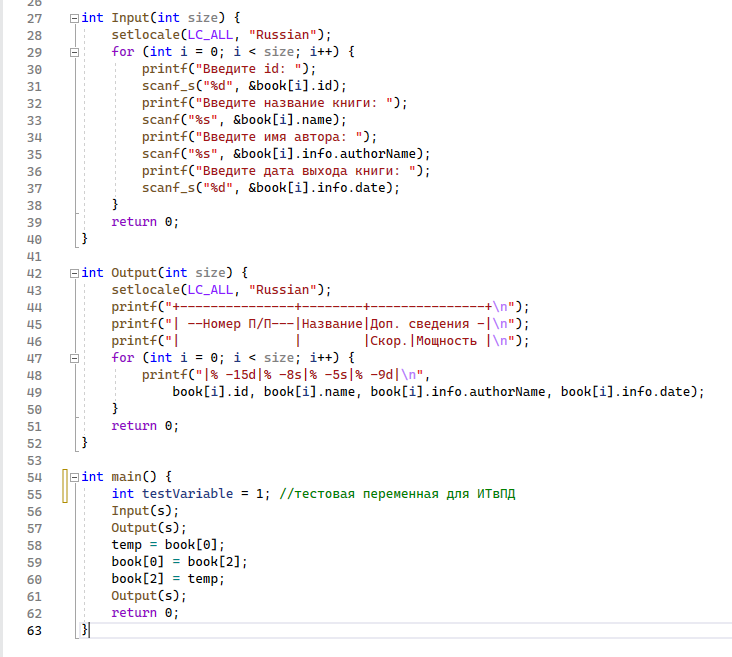 26
27 int Input(int size) {
28 setlocale(LC_ALL, "Russian");
29 for (int i = 0; i < size; i++) {
30 printf("Введите id: ");
31 scanf_s("%d", &book[i].id);
32 printf("Введите название книги: ");
33 scanf("%s", &book[i].name);
34 printf("Введите имя автора: ");
35 scanf("%s", &book[i].info.authorName);
36 printf("Введите дата выхода книги: ");
37 scanf_s("%d", &book[i].info.date);
38 }
39 return 0;
40 }
41
42 int Output(int size) {
43 setlocale(LC_ALL, "Russian");
44 printf("+---------------+--------+---------------+\n");
45 printf("| --Номер П/П---|Название|Доп. сведения -|\n");
46 printf("|               |        |Скор.|Мощность |\n");
47 for (int i = 0; i < size; i++) {
48 printf("|% -15d|% -8s|% -5s|% -9d|\n",
49 book[i].id, book[i].name, book[i].info.authorName, book[i].info.date);
50 }
51 return 0;
52 }
53
54 int main() {
55 int testVariable = 1; //тестовая переменная для ИТвПД
56 Input(s);
57 Output(s);
58 temp = book[0];
59 book[0] = book[2];
60 book[2] = temp;
61 Output(s);
62 return 0;
63 }